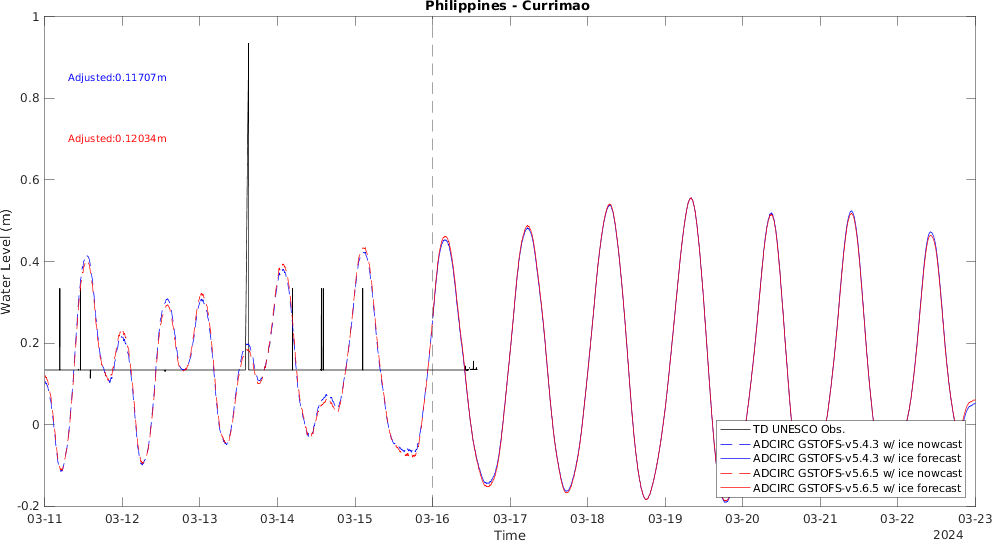 Philippines - Currimao
1
0.8
0.6
0.4
0.2
0
-0.2
Water Level (m)
Adjusted:0.11707m
Adjusted:0.12034m
TD UNESCO Obs.
ADCIRC GSTOFS-v5.4.3 w/ ice nowcast
ADCIRC GSTOFS-v5.4.3 w/ ice forecast
ADCIRC GSTOFS-v5.6.5 w/ ice nowcast
ADCIRC GSTOFS-v5.6.5 w/ ice forecast
03-11 03-12 03-13 03-14 03-15 03-16 03-17 03-18 03-19 03-20 03-21 03-22 03-23
Time
2024